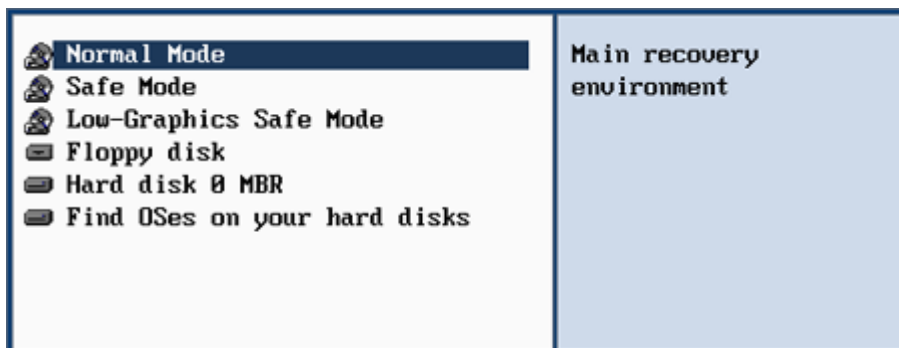 Normal Mode
Safe Mode
Low-Graphics Safe Mode
Floppy disk
Hard disk 0 MBR
Find OSes on your hard disks
Main recovery
environment